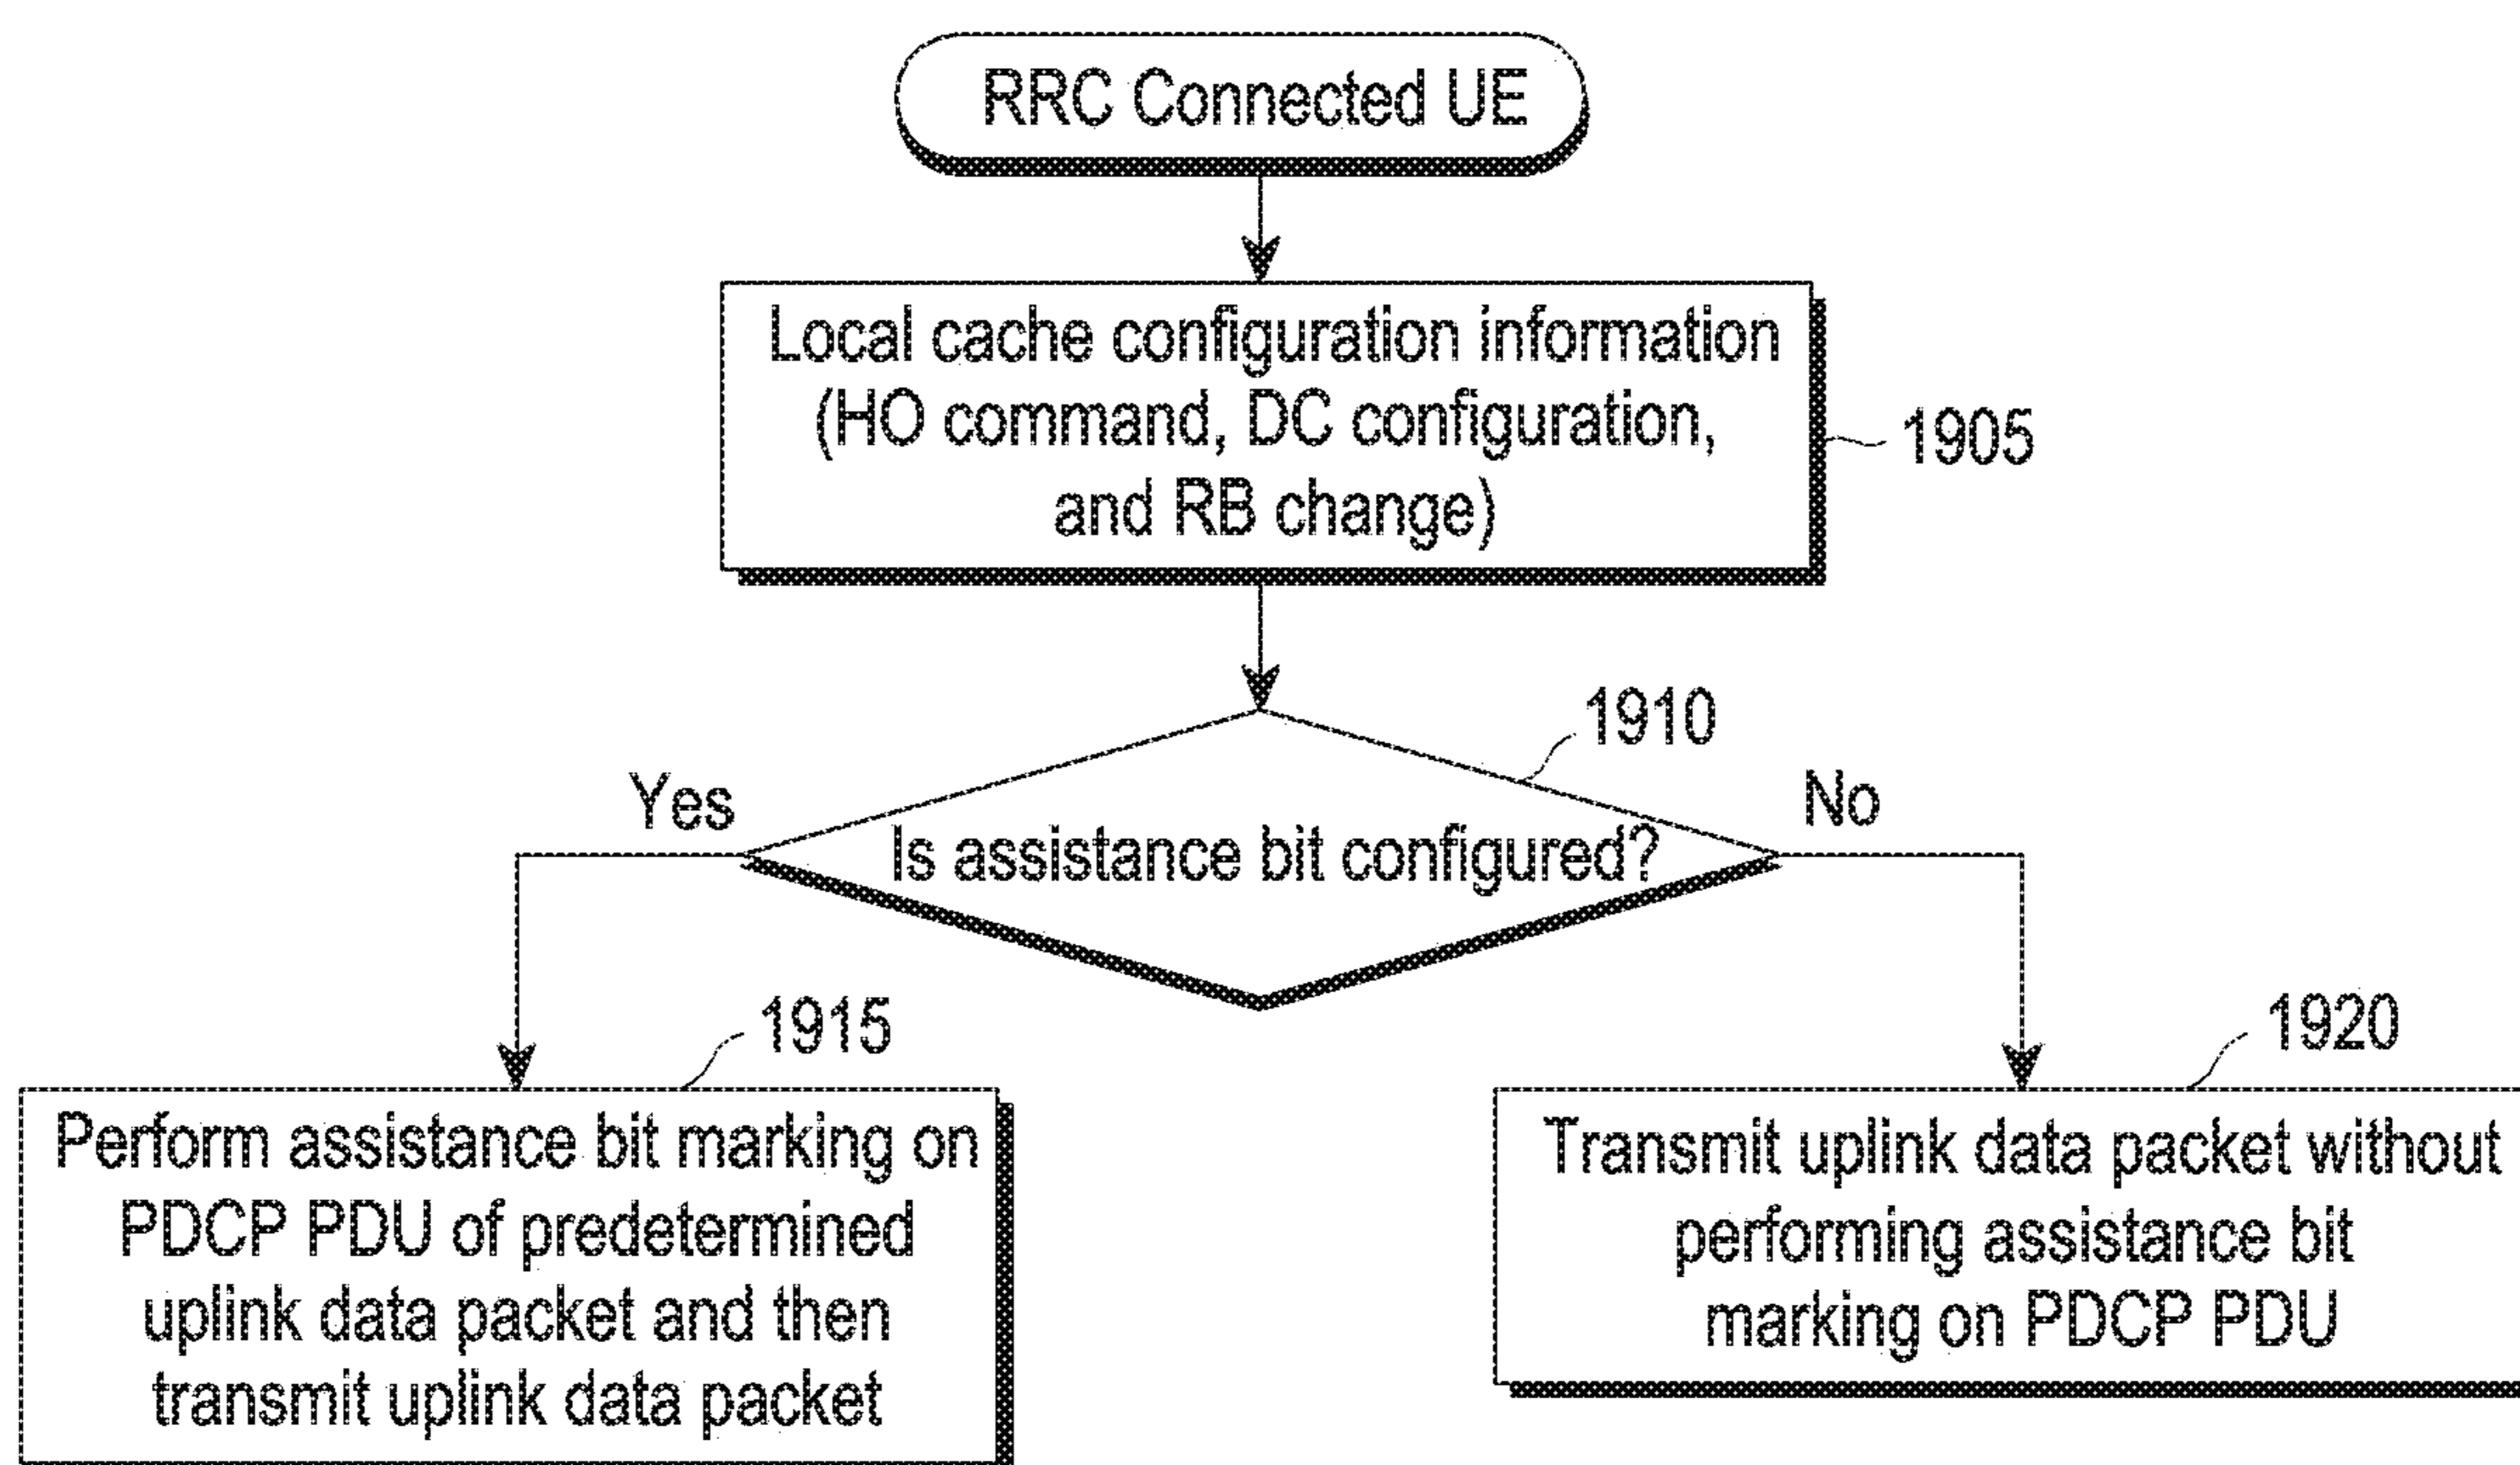 RRC Connected UE
Local cache configuration information
(HO command, DC configuration,
and RB change)
1905
1910
Yes
No
Is assistance bit configured?
1915
1920
Perform assistance bit marking on
PDCP PDU of predetermined
uplink data packet and then
transmit uplink data packet
Transmit uplink data packet without
performing assistance bit
marking on PDCP PDU